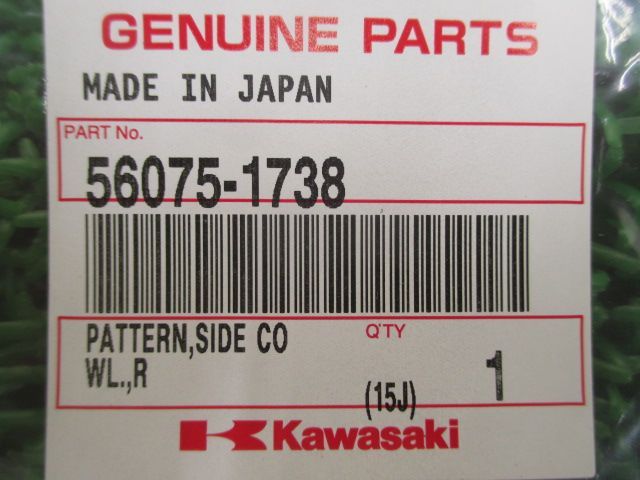 GENUINE PARTS
MADE IN JAPAN
PART No.
56075-1738
PATTERN,SIDE CO
WL.,R
Q'TY
(15J)
1
Kawasaki